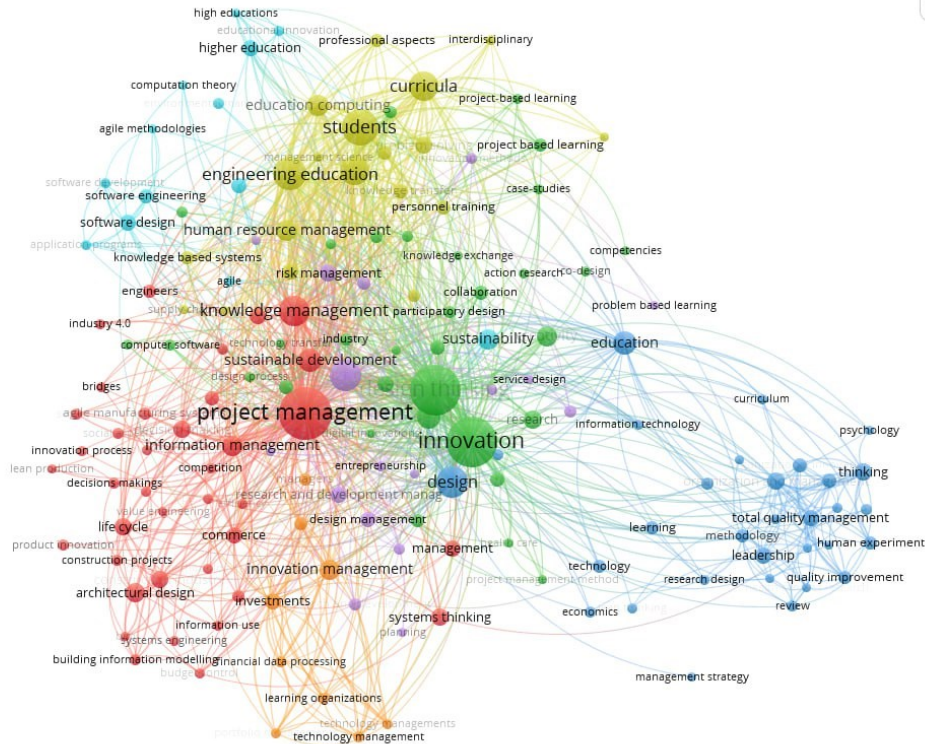 high educations
educational innovation
higher education
professional aspects
interdisciplinary
computation theory
curricula
education computing
project-based learning
agile methodologies
students
project based learning
management science
software development
engineering education
knowledge transfer
case-studies
software engineering
personnel training
software design
human resource management
application programs
knowledge based systems
knowledge exchange
competencies
risk management
action research
co-design
agile
engineers
collaboration
problem based learning
knowledge management
participatory design
industry 4.0
computer software
technology transfer
industry
sustainability
education
sustainable development
design process
service design
bridges
curriculum
project management
research
information technology
psychology
innovation
innovation process
information management
lean production
competition
entrepreneurship
thinking
decisions makings
design
research and development manag
value engineering
total quality management
life cycle
design management
learning
methodology
product innovation
commerce
management
human experiment
construction projects
health care
leadership
innovation management
technology
architectural design
project management method
research design
quality improvement
investments
economics
review
information use
systems thinking
systems engineering
planning
building information modelling
financial data processing
budget control
management strategy
learning organizations
technology managements
technology management